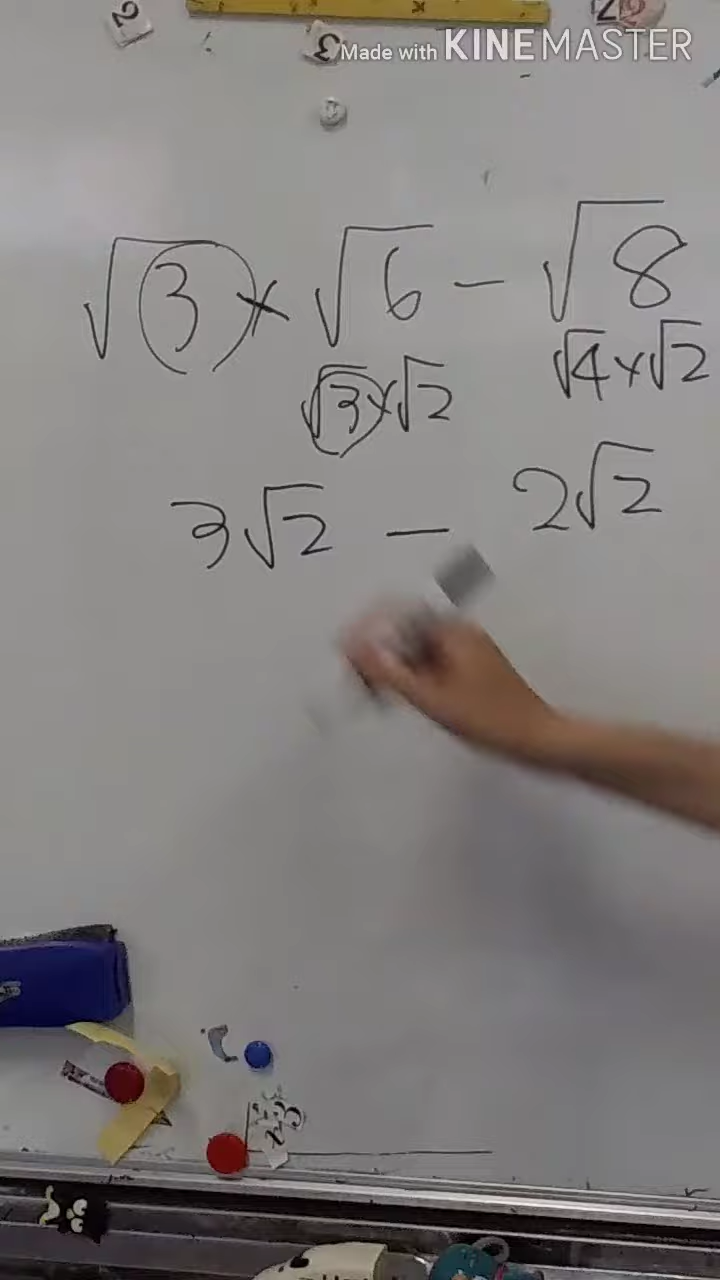 Made with KINEMASTER
√3 × √6 − √8
√3 × √2 √4 × √2
3√2 − 2√2